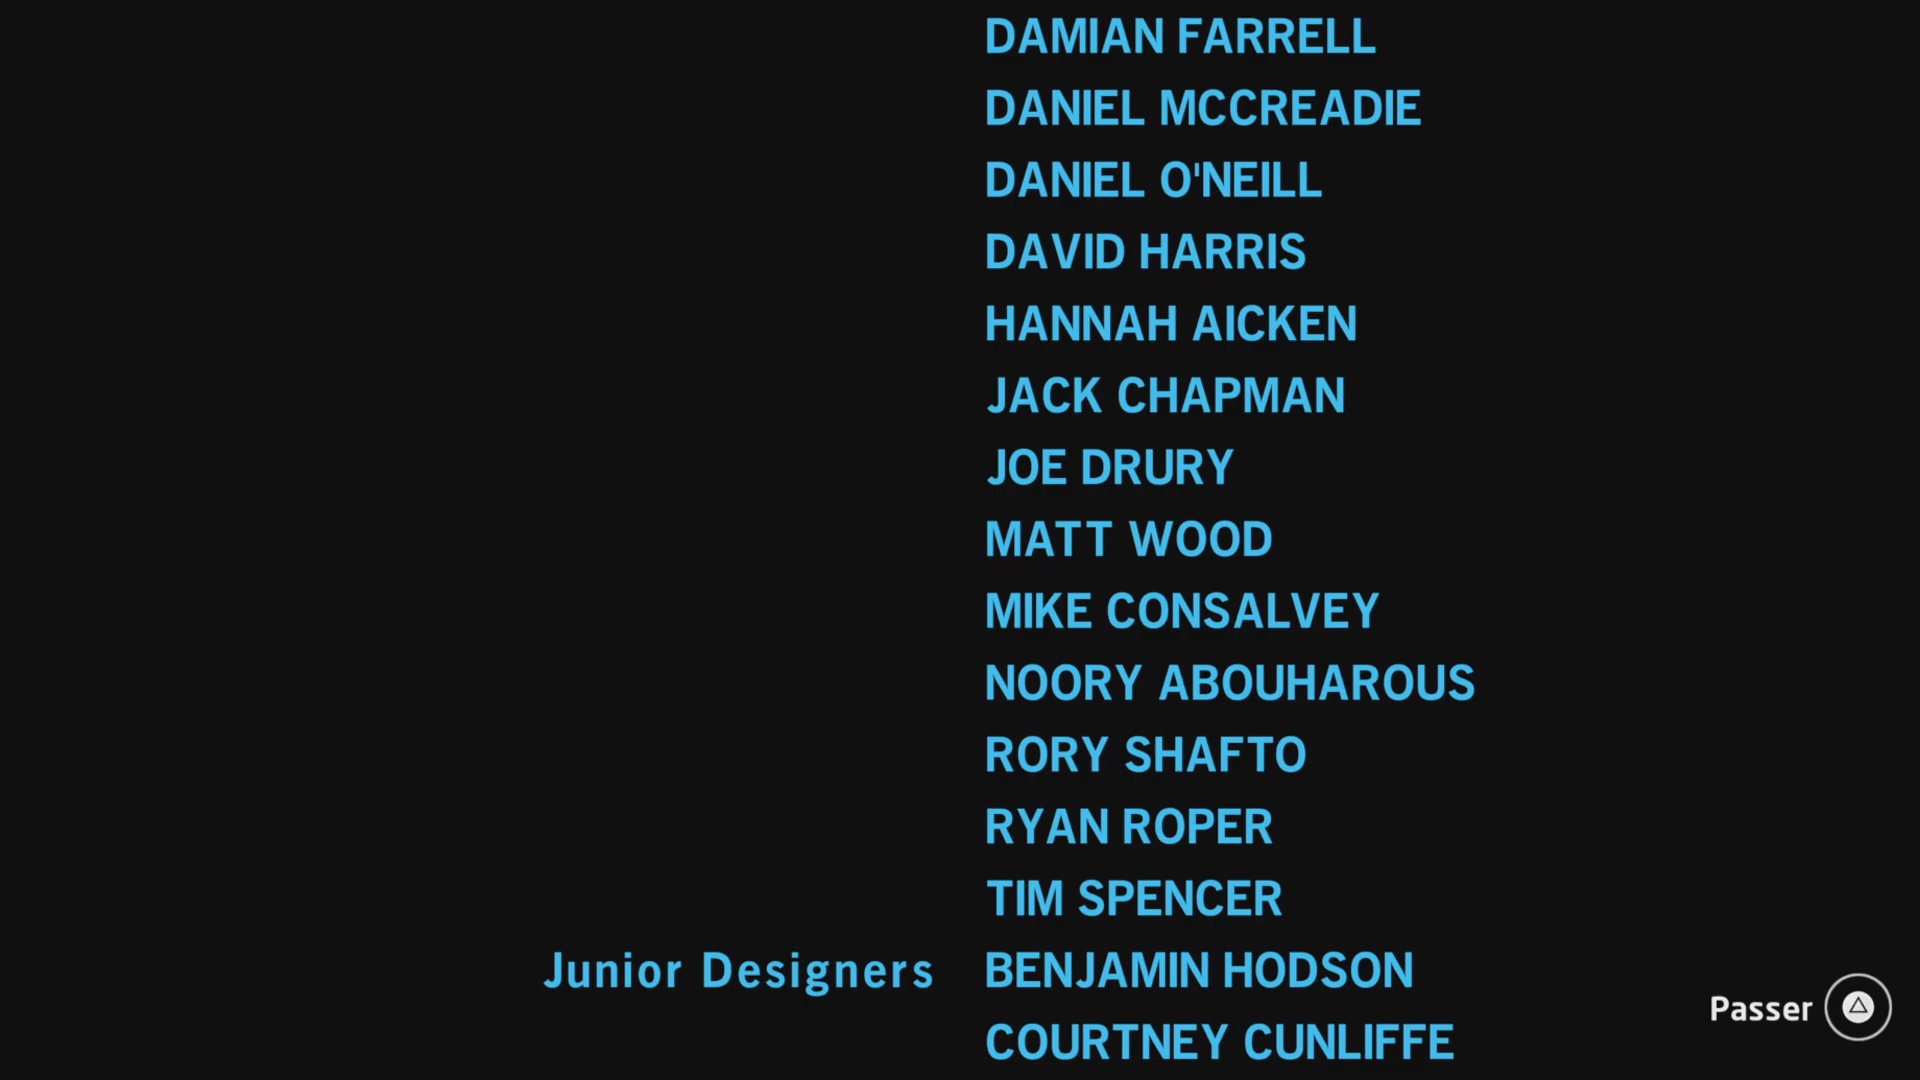 DAMIAN FARRELL
DANIEL MCCREADIE
DANIEL O'NEILL
DAVID HARRIS
HANNAH AICKEN
JACK CHAPMAN
JOE DRURY
MATT WOOD
MIKE CONSALVEY
NOORY ABOUHAROUS
RORY SHAFTO
RYAN ROPER
TIM SPENCER
Junior Designers BENJAMIN HODSON
Passer
COURTNEY CUNLIFFE